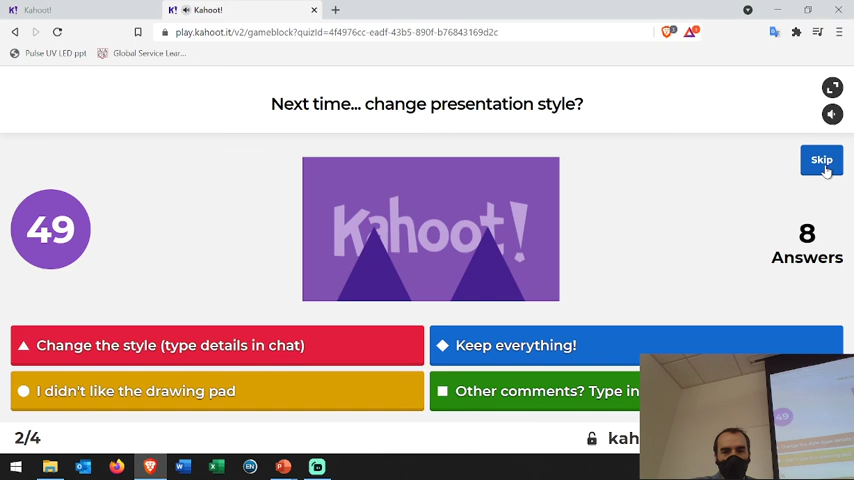 K! Kahoot!
K! Kahoot!
play.kahoot.it/v2/gameblock?quizId=4f4976cc-eadf-43b5-890f-b76843169d2c
Pulse UV LED ppt
Global Service Lear...
Next time... change presentation style?
Skip
49
Kahoot!
8
Answers
Change the style (type details in chat)
Keep everything!
I didn't like the drawing pad
Other comments? Type in
2/4
kah
EN
49